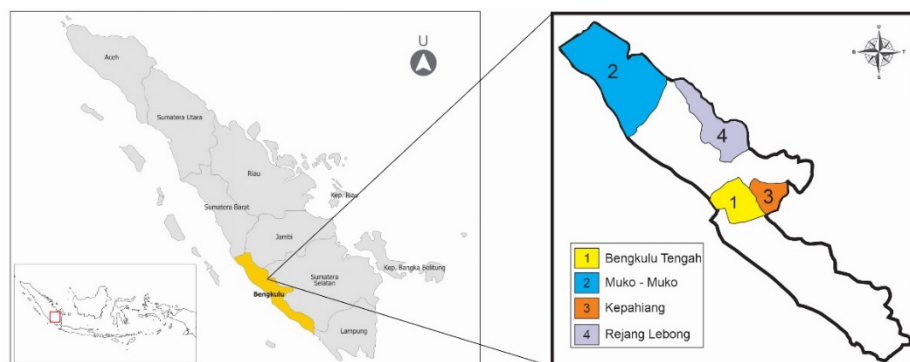 U
Aceh
Sumatera Utara
Riau
Kep. Riau
Sumatera Barat
Jambi
Kep. Bangka Belitung
Sumatera
Selatan
Bengkulu
Lampung
U
B
T
S
2
4
1
3
1 Bengkulu Tengah
2 Muko - Muko
3 Kepahiang
4 Rejang Lebong